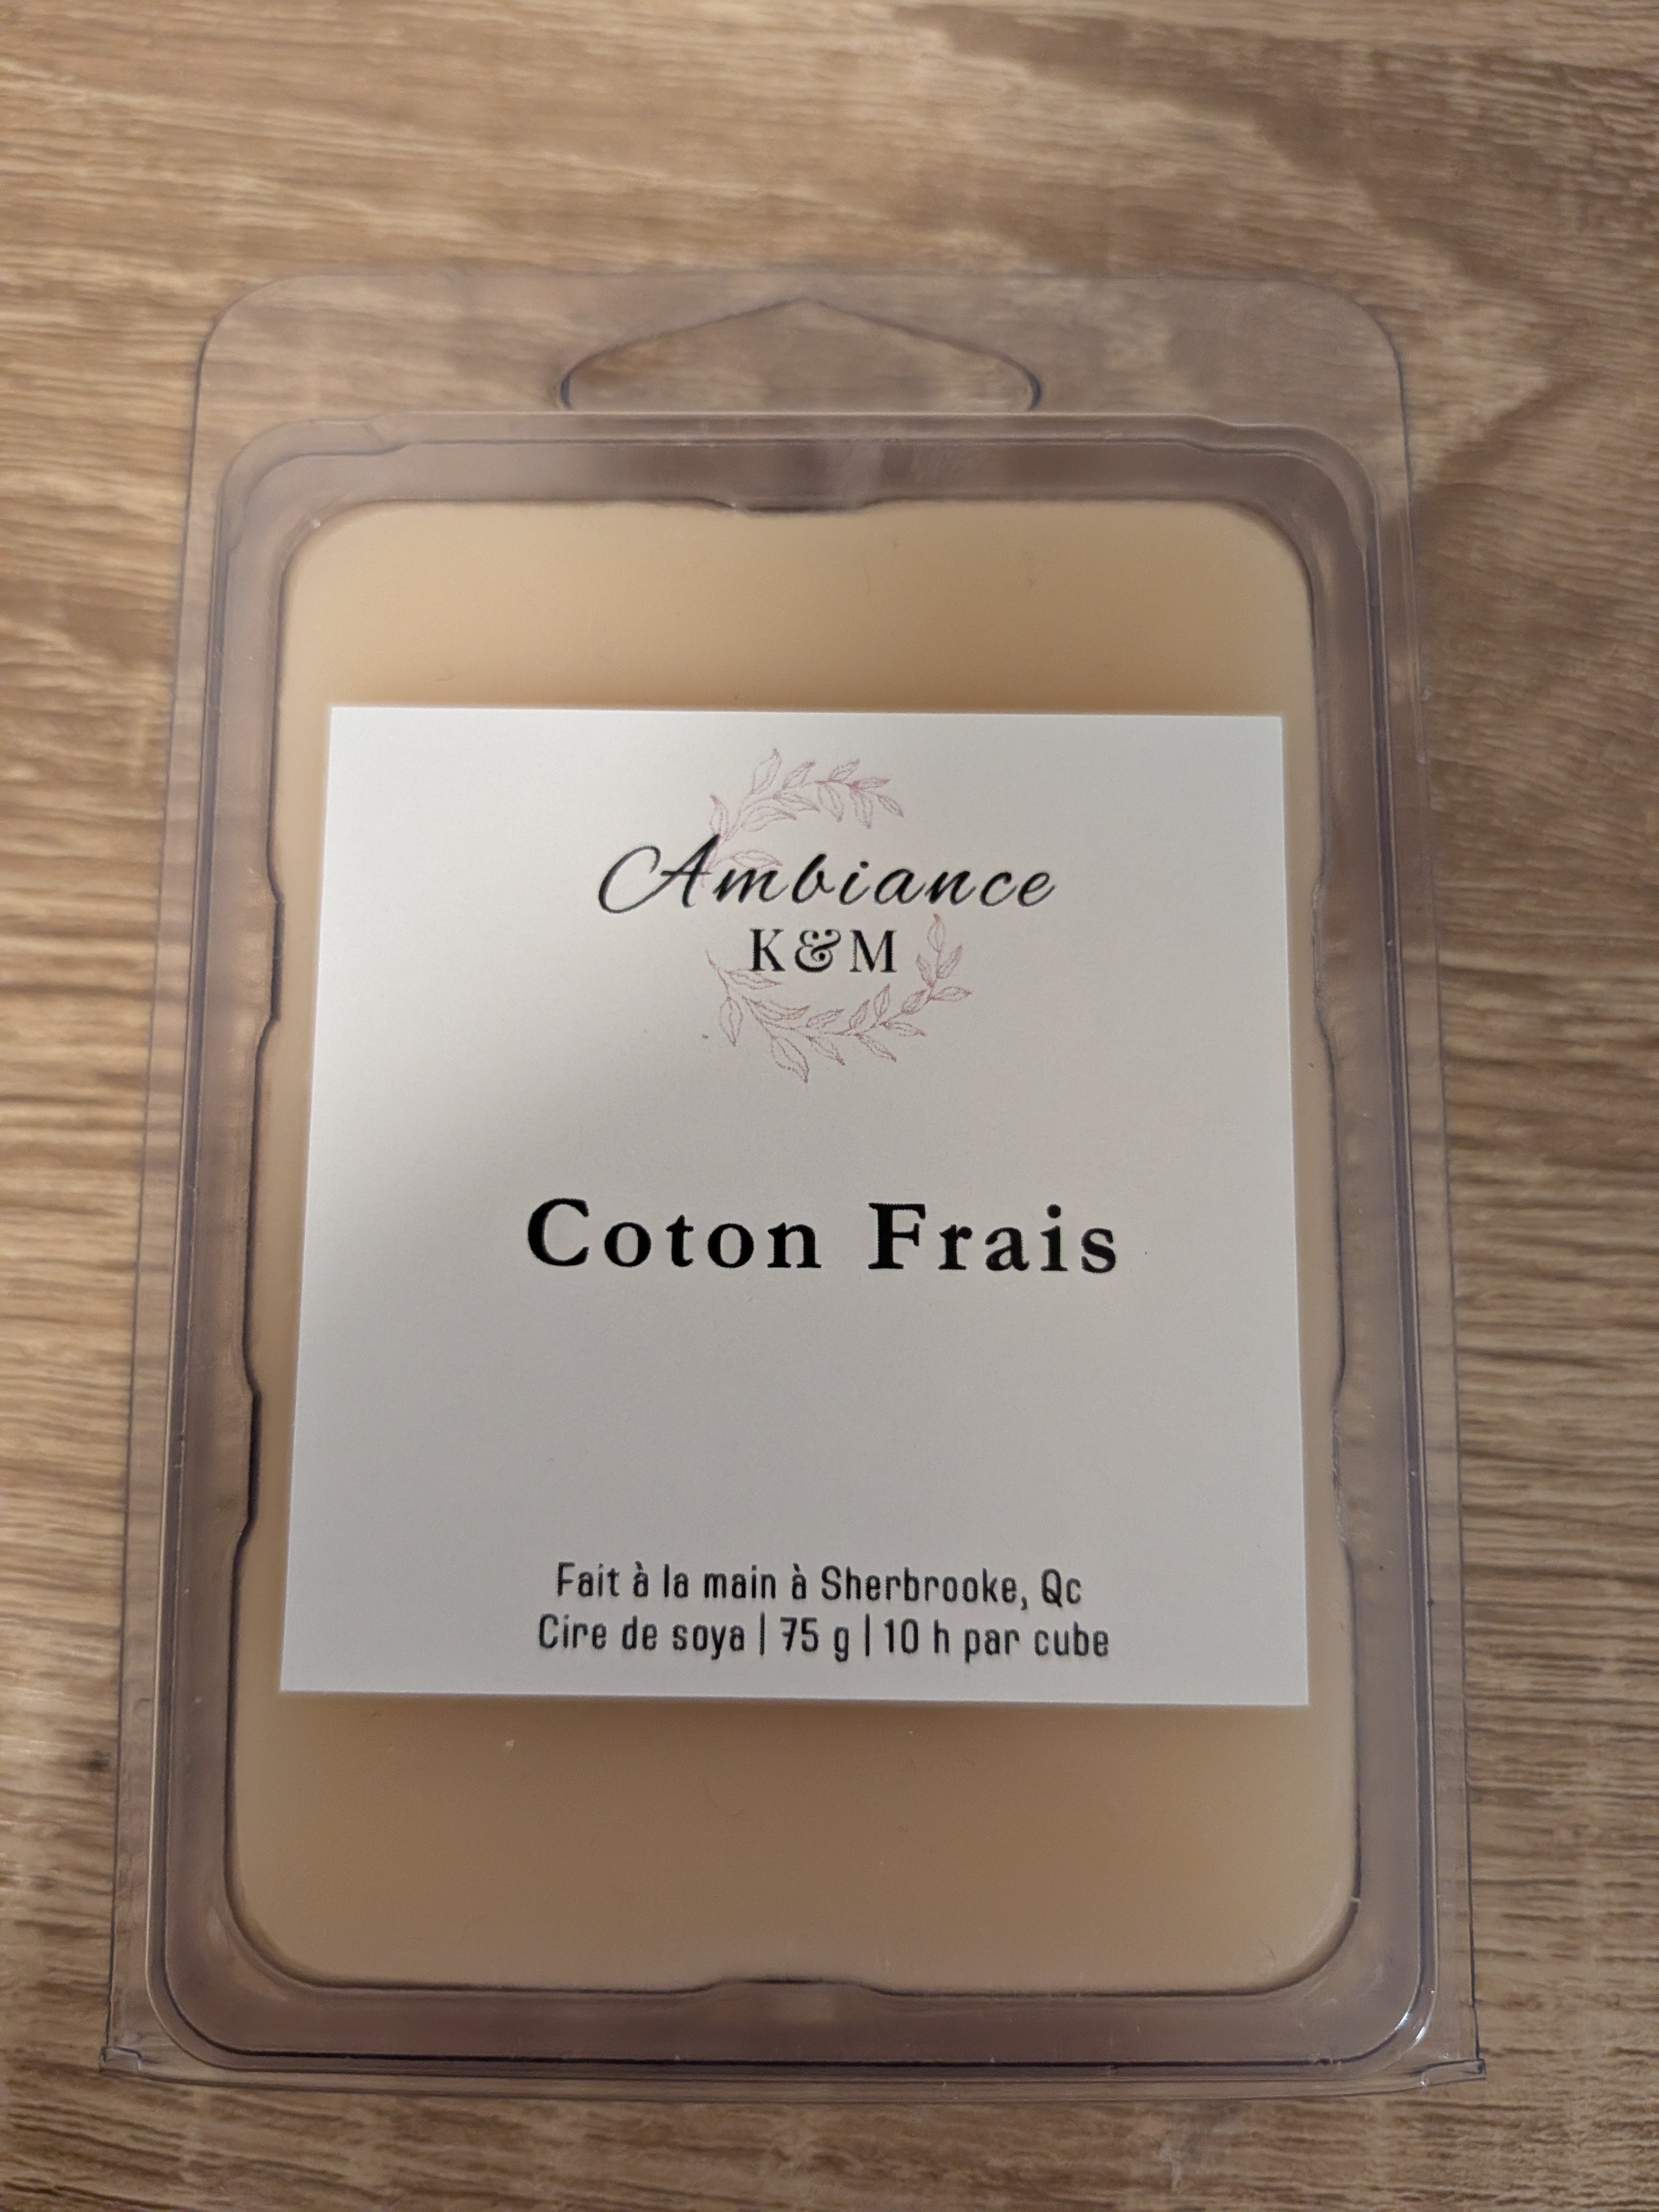 Ambiance
K&M
Coton Frais
Fait à la main à Sherbrooke, Qc
Cire de soya | 75 g | 10 h par cube